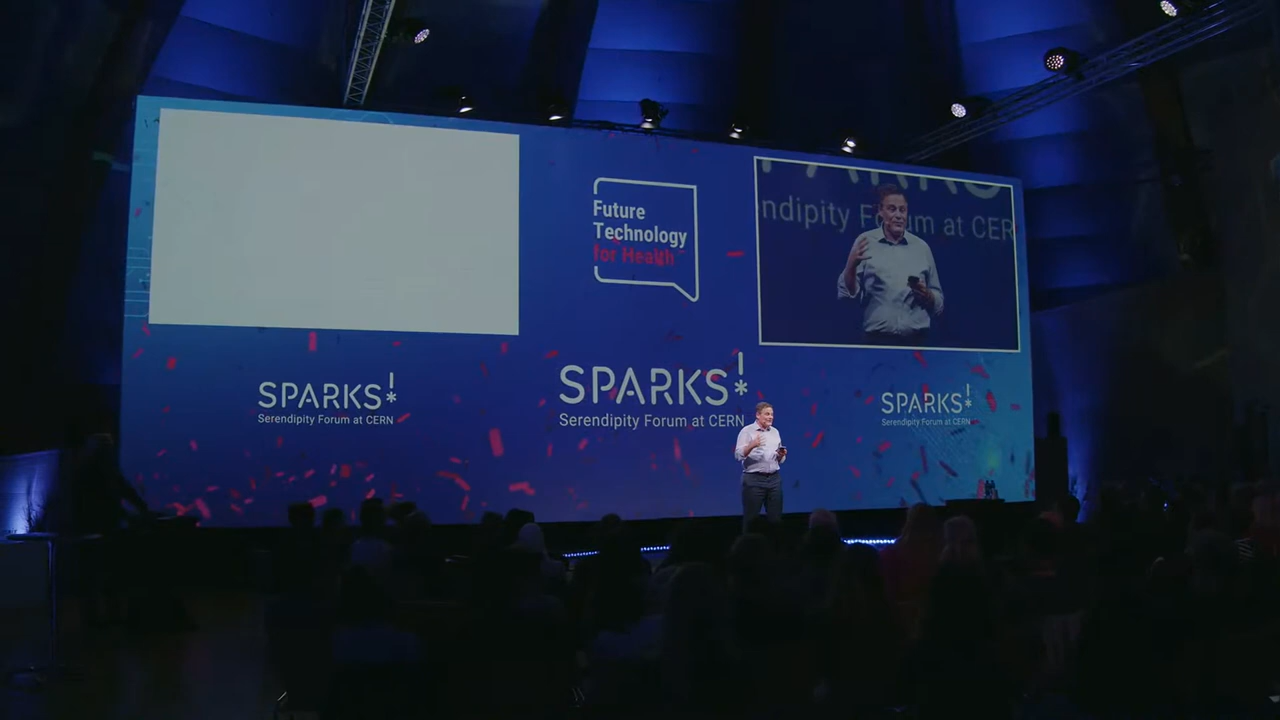 Future
Technology
for Health
SPARKS!
Serendipity Forum at CERN
SPARKS!
Serendipity Forum at CERN
SPARKS!
Serendipity Forum at CERN
SPARKS
ndipity Forum at CER